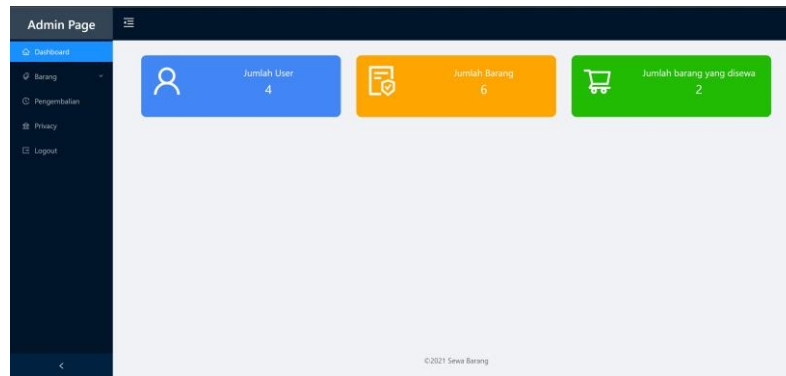 Admin Page
Dashboard
Barang
Pengembalian
Privacy
Logout
Jumlah User
4
Jumlah Barang
6
Jumlah barang yang disewa
2
©2021 Sewa Barang